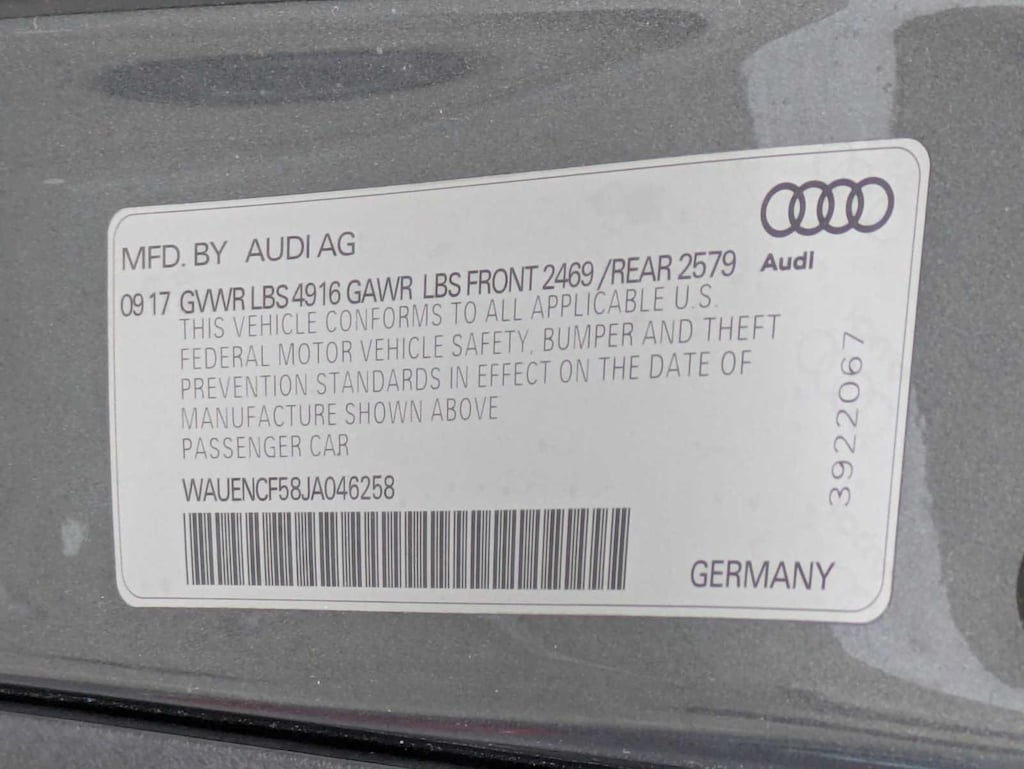 MFD. BY AUDI AG
Audi
09 17 GVWR LBS 4916 GAWR LBS FRONT 2469 /REAR 2579
THIS VEHICLE CONFORMS TO ALL APPLICABLE U.S.
FEDERAL MOTOR VEHICLE SAFETY, BUMPER AND THEFT
PREVENTION STANDARDS IN EFFECT ON THE DATE OF
MANUFACTURE SHOWN ABOVE
PASSENGER CAR
WAUENCF58JA046258
3922067
GERMANY